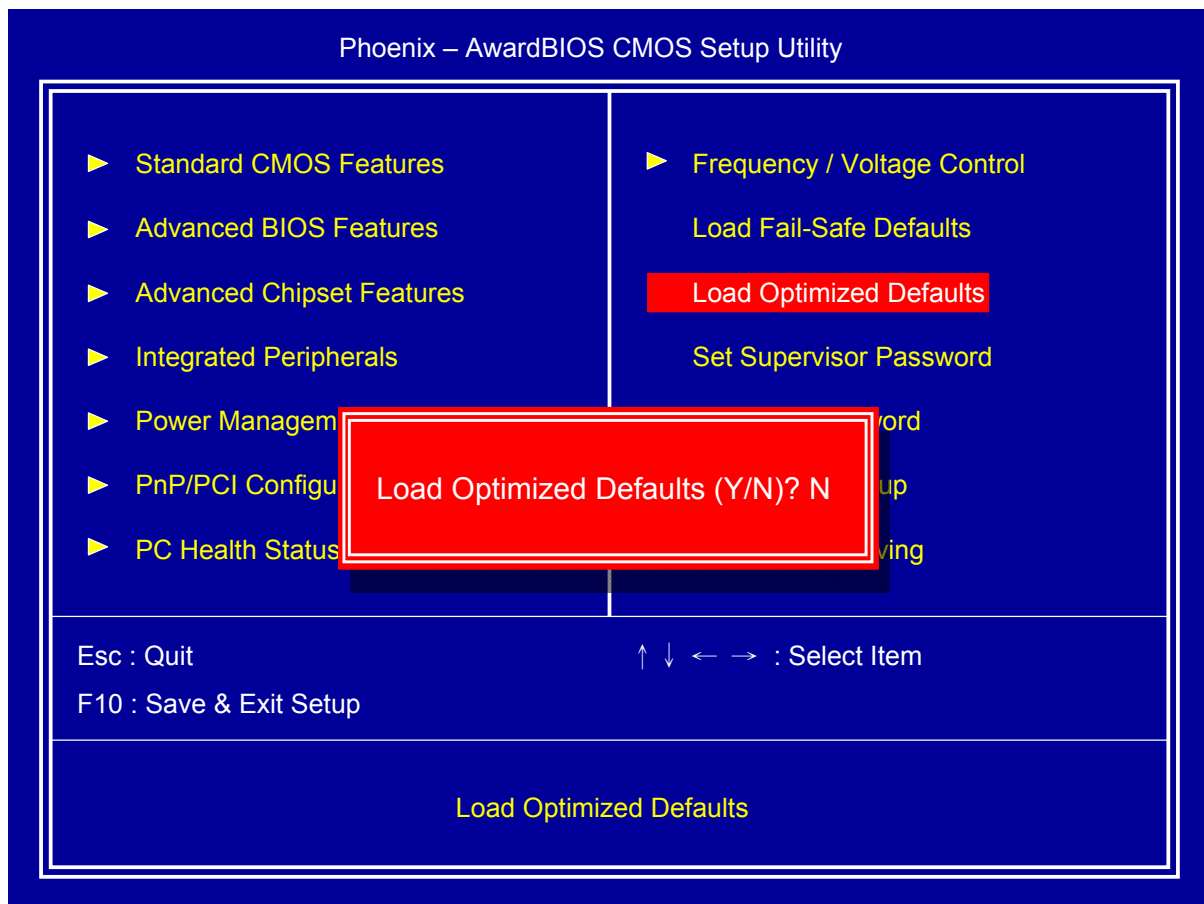 Phoenix – AwardBIOS CMOS Setup Utility
Standard CMOS Features
Advanced BIOS Features
Advanced Chipset Features
Integrated Peripherals
Power Managem
PnP/PCI Configu
PC Health Status
Frequency / Voltage Control
Load Fail-Safe Defaults
Load Optimized Defaults
Set Supervisor Password
ord
up
ving
Load Optimized Defaults (Y/N)? N
Esc : Quit
F10 : Save & Exit Setup
↑ ↓ ← → : Select Item
Load Optimized Defaults